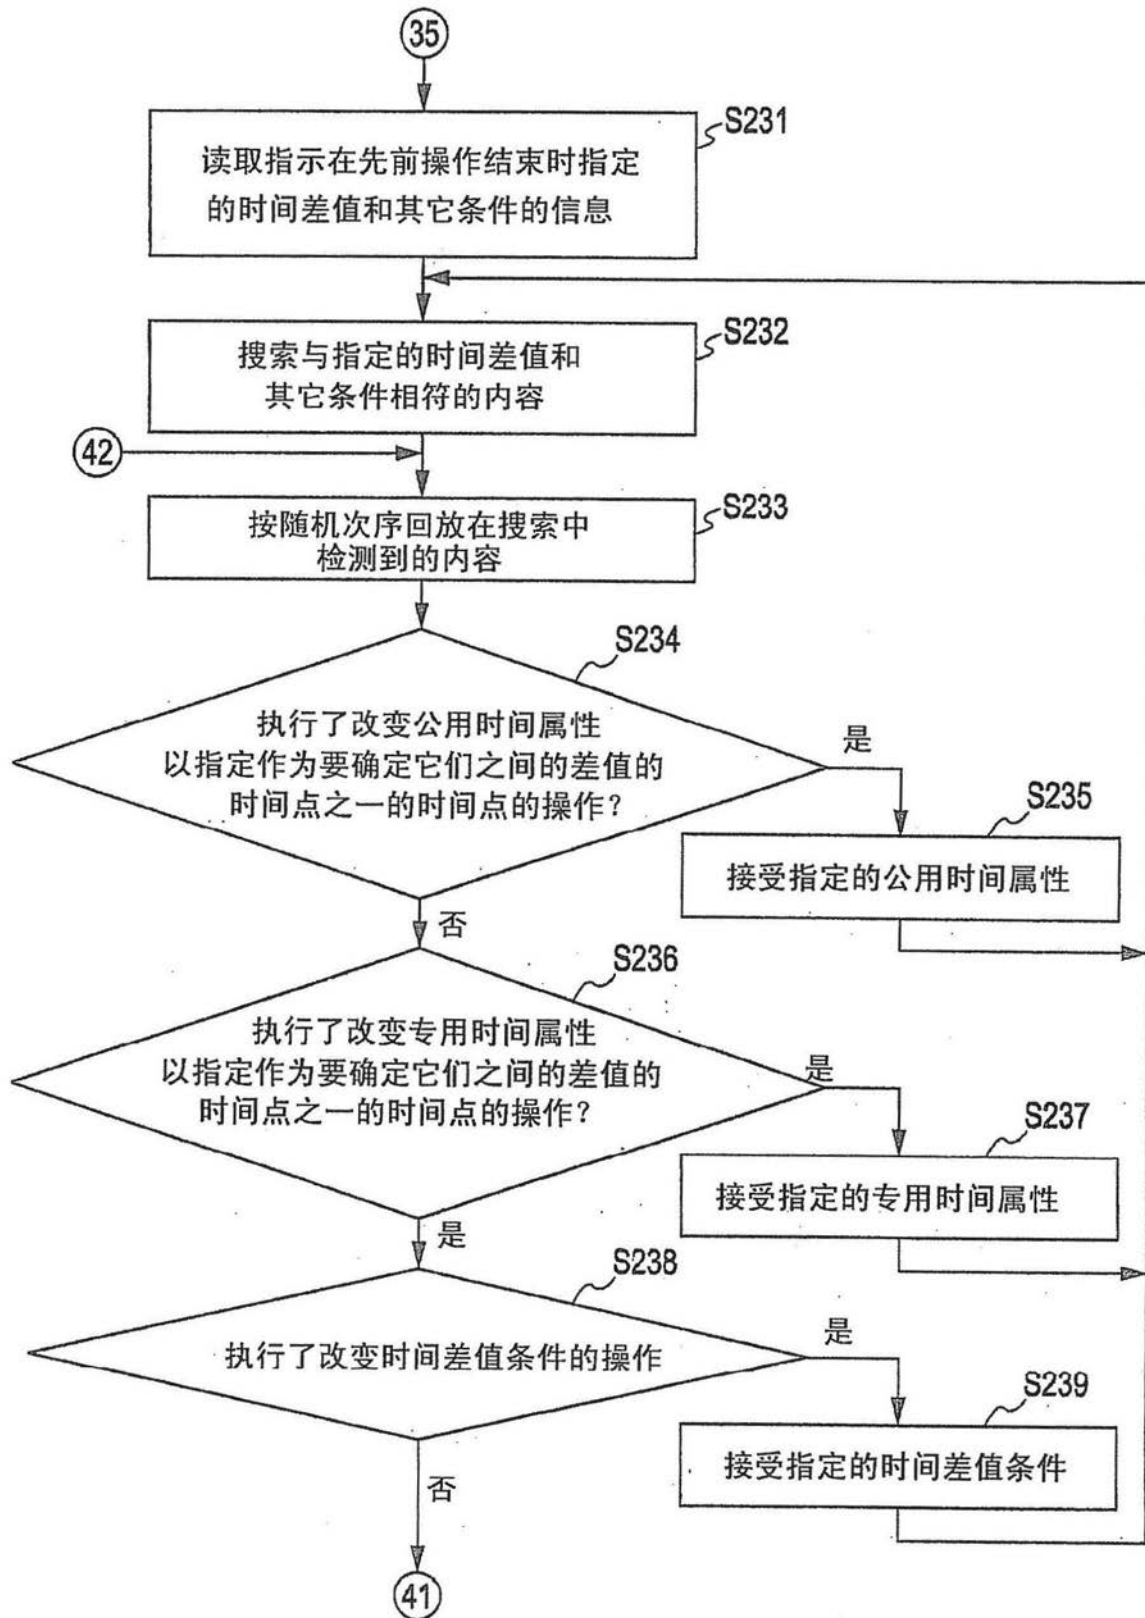 35
S231
读取指示在先前操作结束时指定
的时间差值和其它条件的信息
S232
搜索与指定的时间差值和
其它条件相符的内容
42
S233
按随机次序回放在搜索中
检测到的内容
S234
执行了改变公用时间属性
以指定作为要确定它们之间的差值的
时间点之一的时间点的操作?
是
S235
接受指定的公用时间属性
否
S236
执行了改变专用时间属性
以指定作为要确定它们之间的差值的
时间点之一的时间点的操作?
是
S237
接受指定的专用时间属性
是
S238
执行了改变时间差值条件的操作
是
S239
接受指定的时间差值条件
否
41